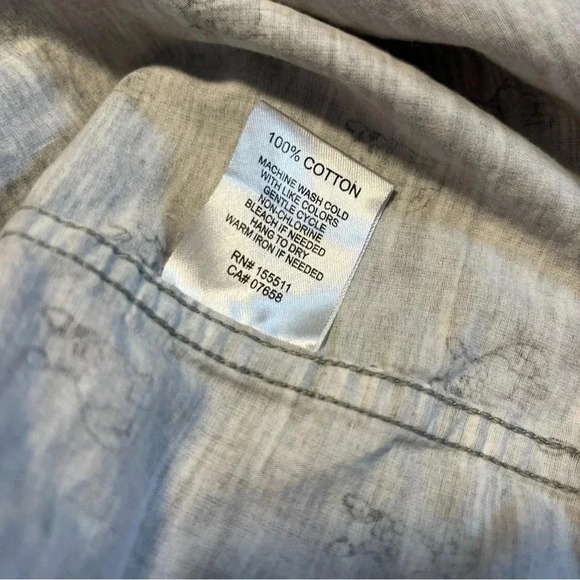 100% COTTON
MACHINE WASH COLD
WITH LIKE COLORS
GENTLE CYCLE
NON-CHLORINE
BLEACH IF NEEDED
HANG TO DRY
WARM IRON IF NEEDED
RN# 155511
CA# 07658